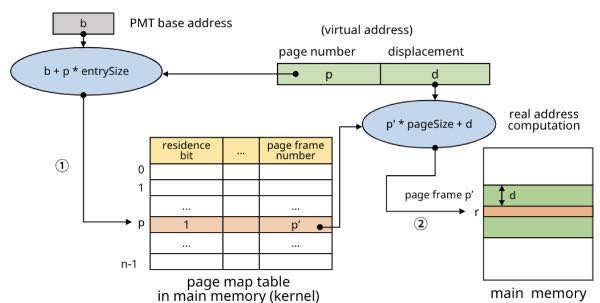 b
PMT base address
(virtual address)
page number
displacement
b + p * entrySize
p
d
p' * pageSize + d
real address
computation
①
residence
bit
...
page frame
number
0
1
...
...
page frame p'
d
p
1
p'
r
②
...
...
n-1
page map table
in main memory (kernel)
main memory